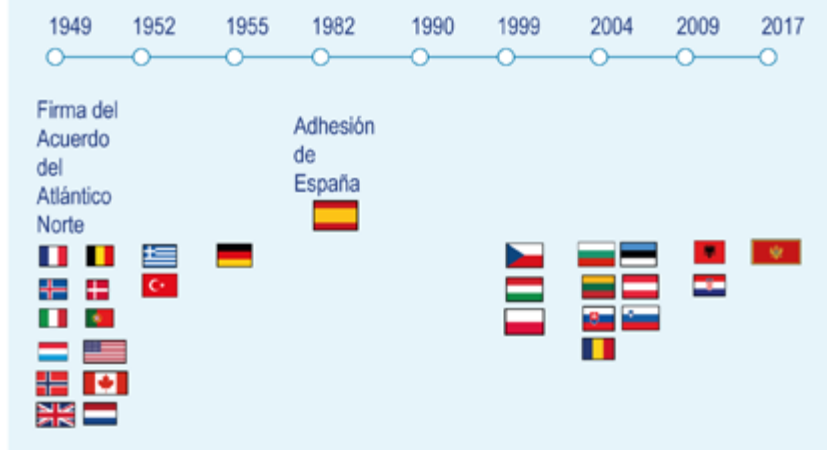 1949 1952 1955 1982 1990 1999 2004 2009 2017
Firma del
Acuerdo
del
Atlántico
Norte
Adhesión
de
España